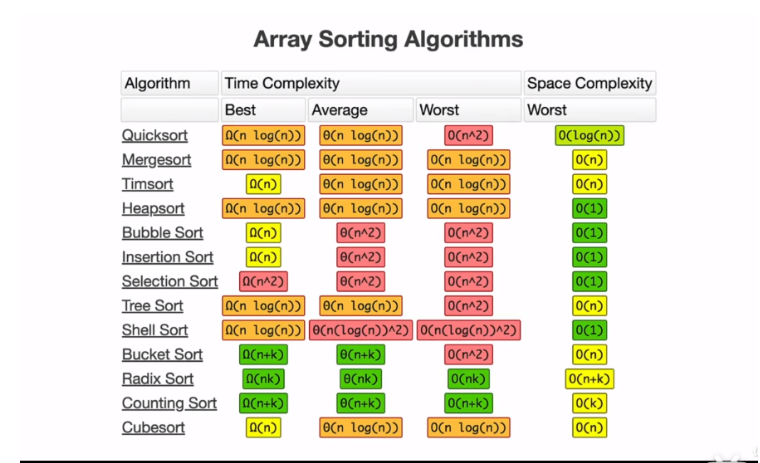 Array Sorting Algorithms
Algorithm Time Complexity Space Complexity
Best Average Worst Worst
Quicksort Ω(n log(n)) Θ(n log(n)) O(n^2) O(log(n))
Mergesort Ω(n log(n)) Θ(n log(n)) O(n log(n)) O(n)
Timsort Ω(n) Θ(n log(n)) O(n log(n)) O(n)
Heapsort Ω(n log(n)) Θ(n log(n)) O(n log(n)) O(1)
Bubble Sort Ω(n) Θ(n^2) O(n^2) O(1)
Insertion Sort Ω(n) Θ(n^2) O(n^2) O(1)
Selection Sort Ω(n^2) Θ(n^2) O(n^2) O(1)
Tree Sort Ω(n log(n)) Θ(n log(n)) O(n^2) O(n)
Shell Sort Ω(n log(n)) Θ(n(log(n))^2) O(n(log(n))^2) O(1)
Bucket Sort Ω(n+k) Θ(n+k) O(n^2) O(n)
Radix Sort Ω(nk) Θ(nk) O(nk) O(n+k)
Counting Sort Ω(n+k) Θ(n+k) O(n+k) O(k)
Cubesort Ω(n) Θ(n log(n)) O(n log(n)) O(n)